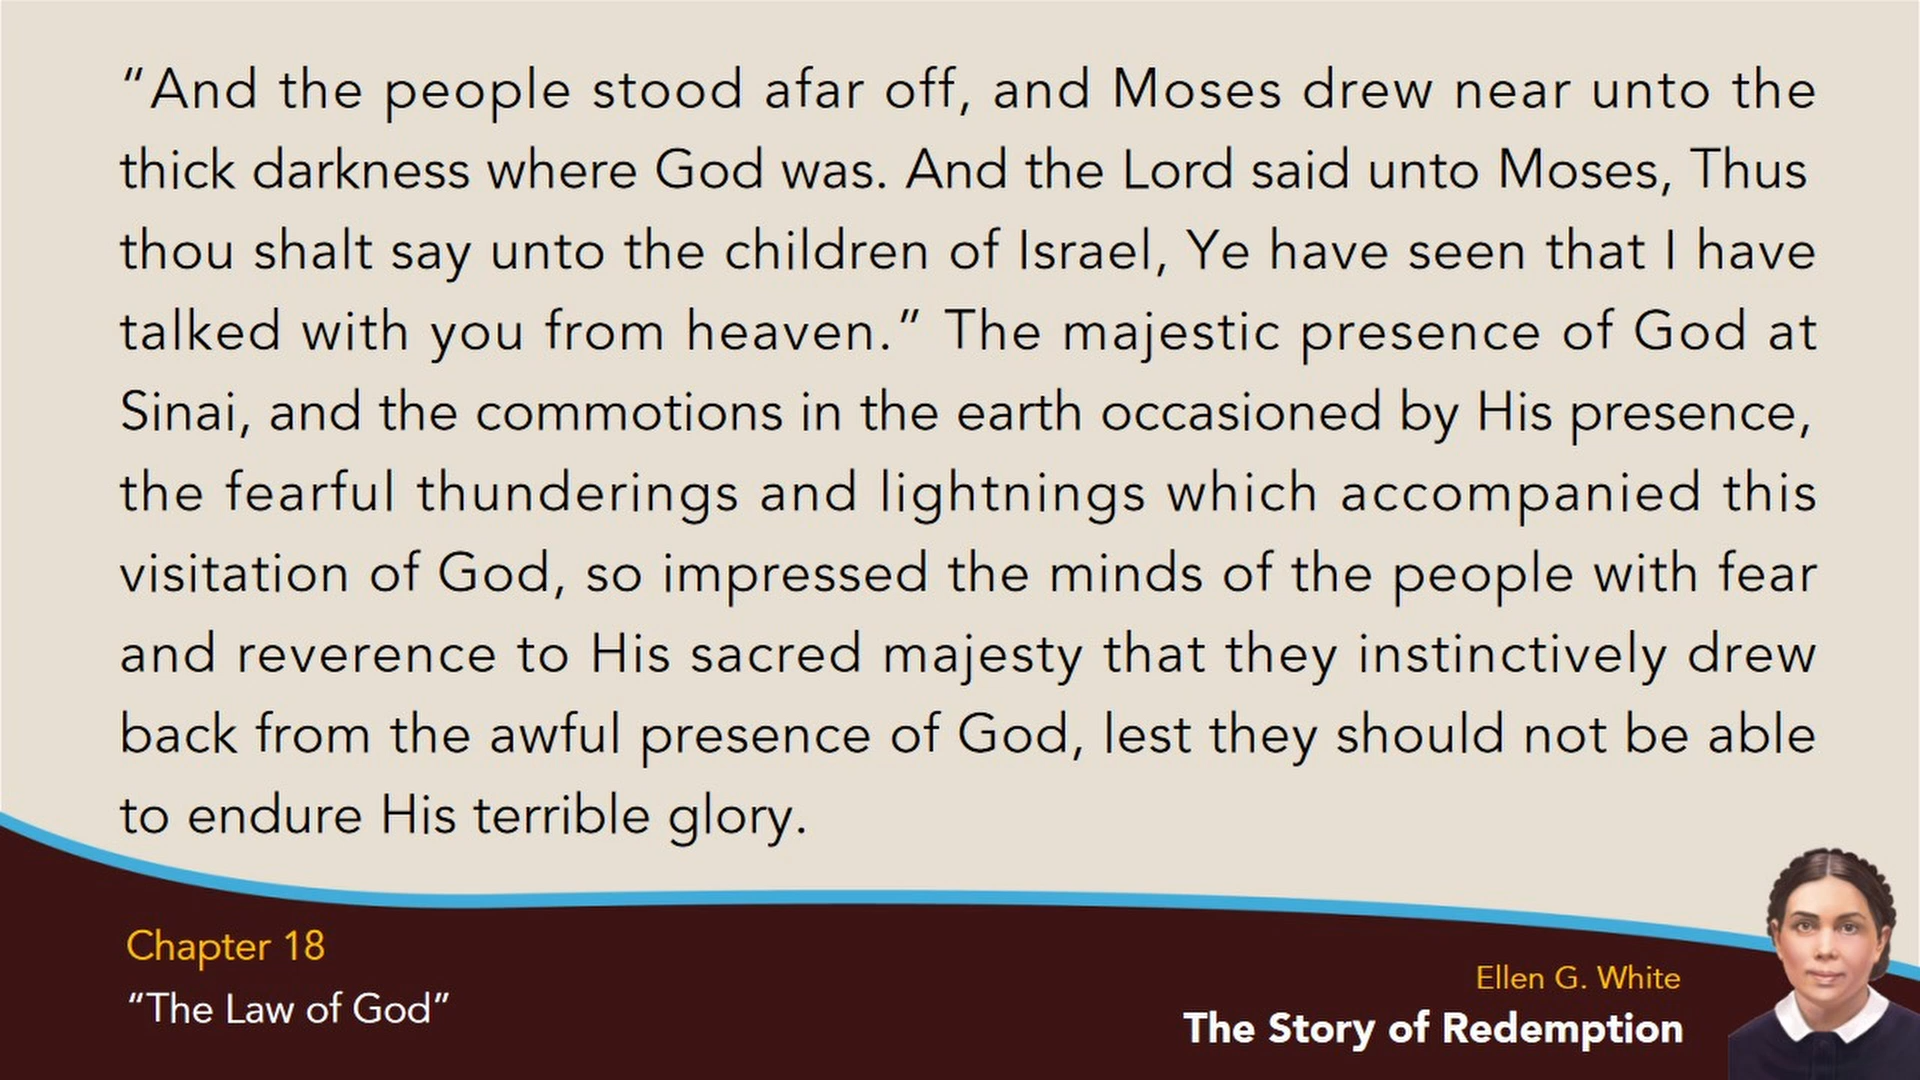 “And the people stood afar off, and Moses drew near unto the
thick darkness where God was. And the Lord said unto Moses, Thus
thou shalt say unto the children of Israel, Ye have seen that I have
talked with you from heaven.” The majestic presence of God at
Sinai, and the commotions in the earth occasioned by His presence,
the fearful thunderings and lightnings which accompanied this
visitation of God, so impressed the minds of the people with fear
and reverence to His sacred majesty that they instinctively drew
back from the awful presence of God, lest they should not be able
to endure His terrible glory.
Chapter 18
“The Law of God”
Ellen G. White
The Story of Redemption